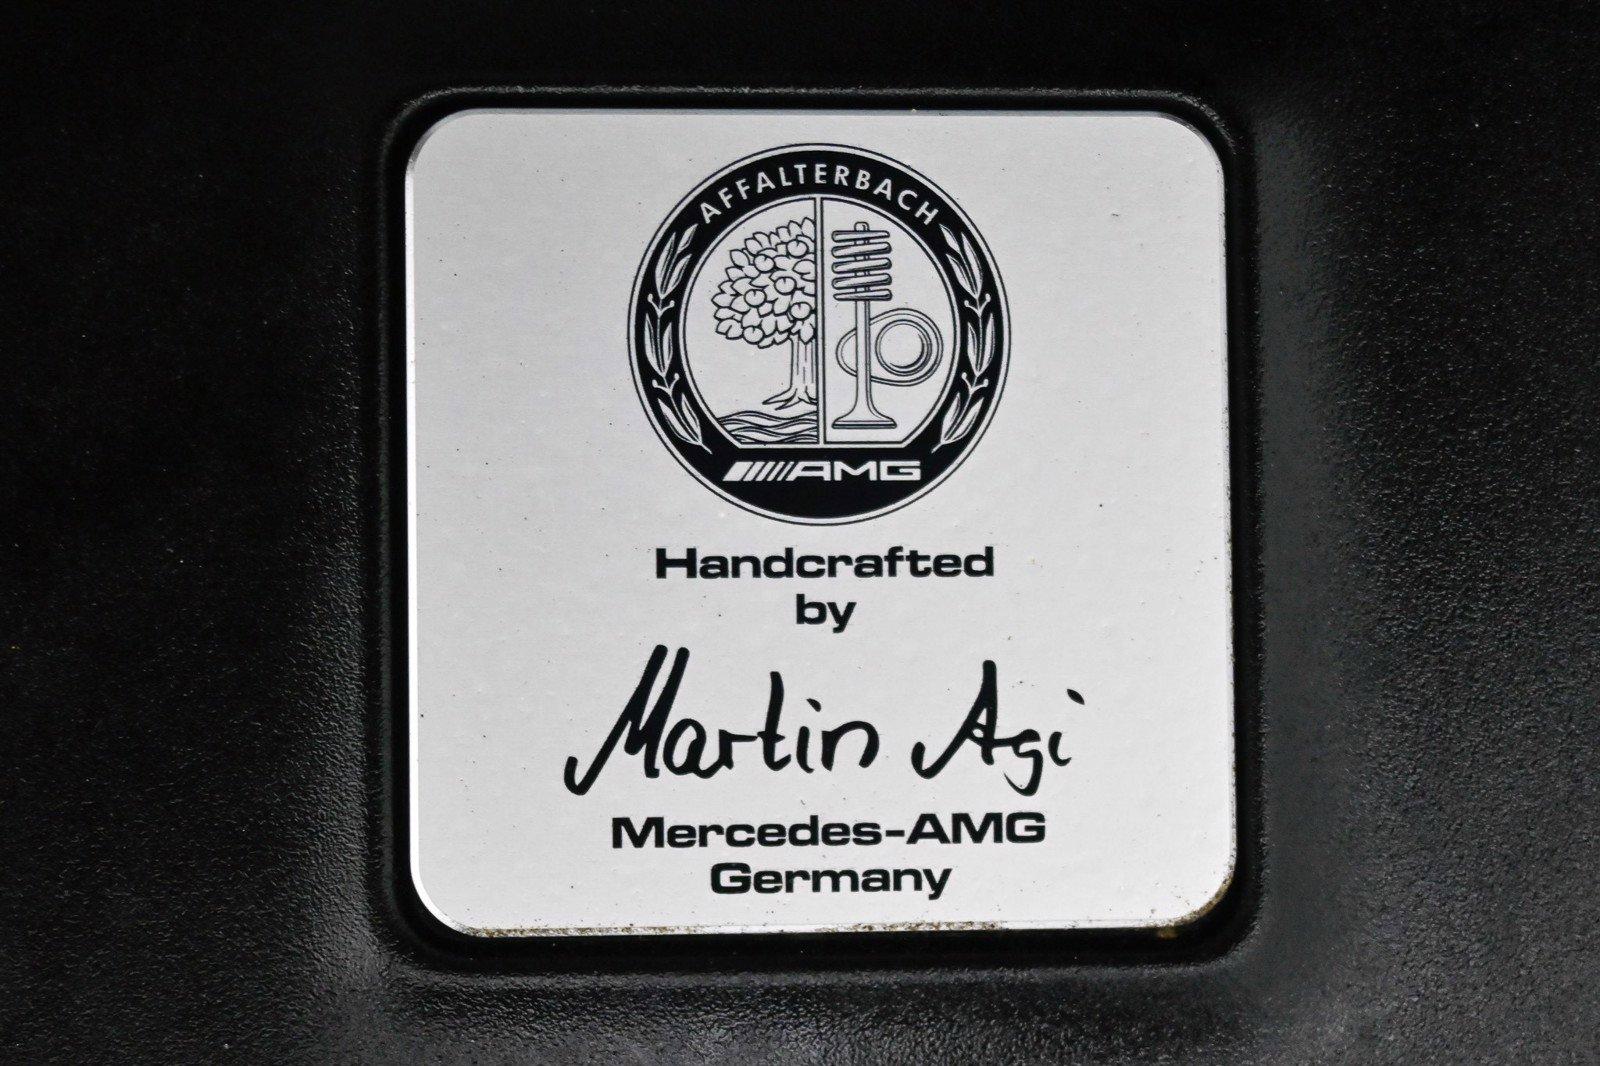 AFFALTERBACH
AMG
Handcrafted
by
Martin Agi
Mercedes-AMG
Germany